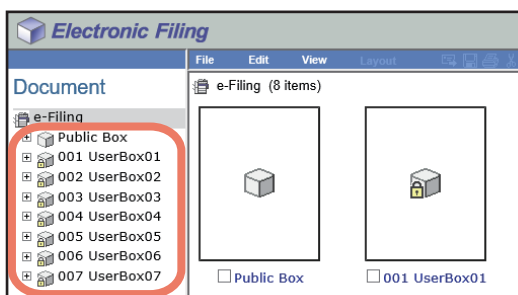 Electronic Filing
File Edit View Layout
Document
e-Filing
Public Box
001 UserBox01
002 UserBox02
003 UserBox03
004 UserBox04
005 UserBox05
006 UserBox06
007 UserBox07
e-Filing (8 items)
Public Box
001 UserBox01